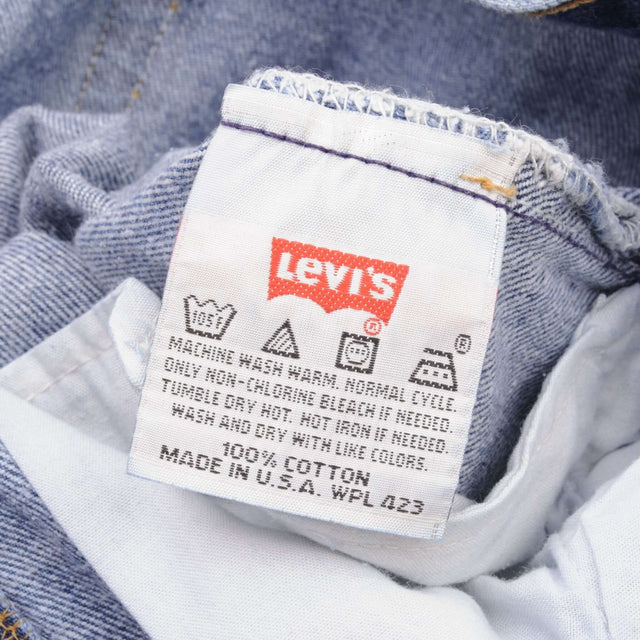 LEVI'S
®
105F
®
MACHINE WASH WARM. NORMAL CYCLE.
ONLY NON-CHLORINE BLEACH IF NEEDED.
TUMBLE DRY HOT. HOT IRON IF NEEDED.
WASH AND DRY WITH LIKE COLORS.
100% COTTON
MADE IN U.S.A. WPL 423